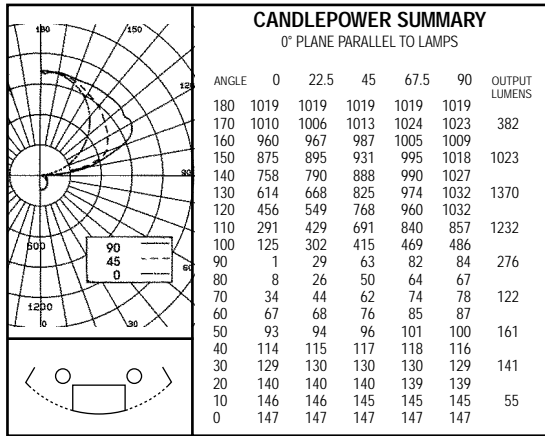 CANDLEPOWER SUMMARY
0° PLANE PARALLEL TO LAMPS
ANGLE 0 22.5 45 67.5 90 OUTPUT
LUMENS
180 1019 1019 1019 1019 1019
170 1010 1006 1013 1024 1023 382
160 960 967 987 1005 1009
150 875 895 931 995 1018 1023
140 758 790 888 990 1027
130 614 668 825 974 1032 1370
120 456 549 768 960 1032
110 291 429 691 840 857 1232
100 125 302 415 469 486
90 1 29 63 82 84 276
80 8 26 50 64 67
70 34 44 62 74 78 122
60 67 68 76 85 87
50 93 94 96 101 100 161
40 114 115 117 118 116
30 129 130 130 130 129 141
20 140 140 140 139 139
10 146 146 145 145 145 55
0 147 147 147 147 147
180 150
120
90
600
90
45
0
60
1200
0 30